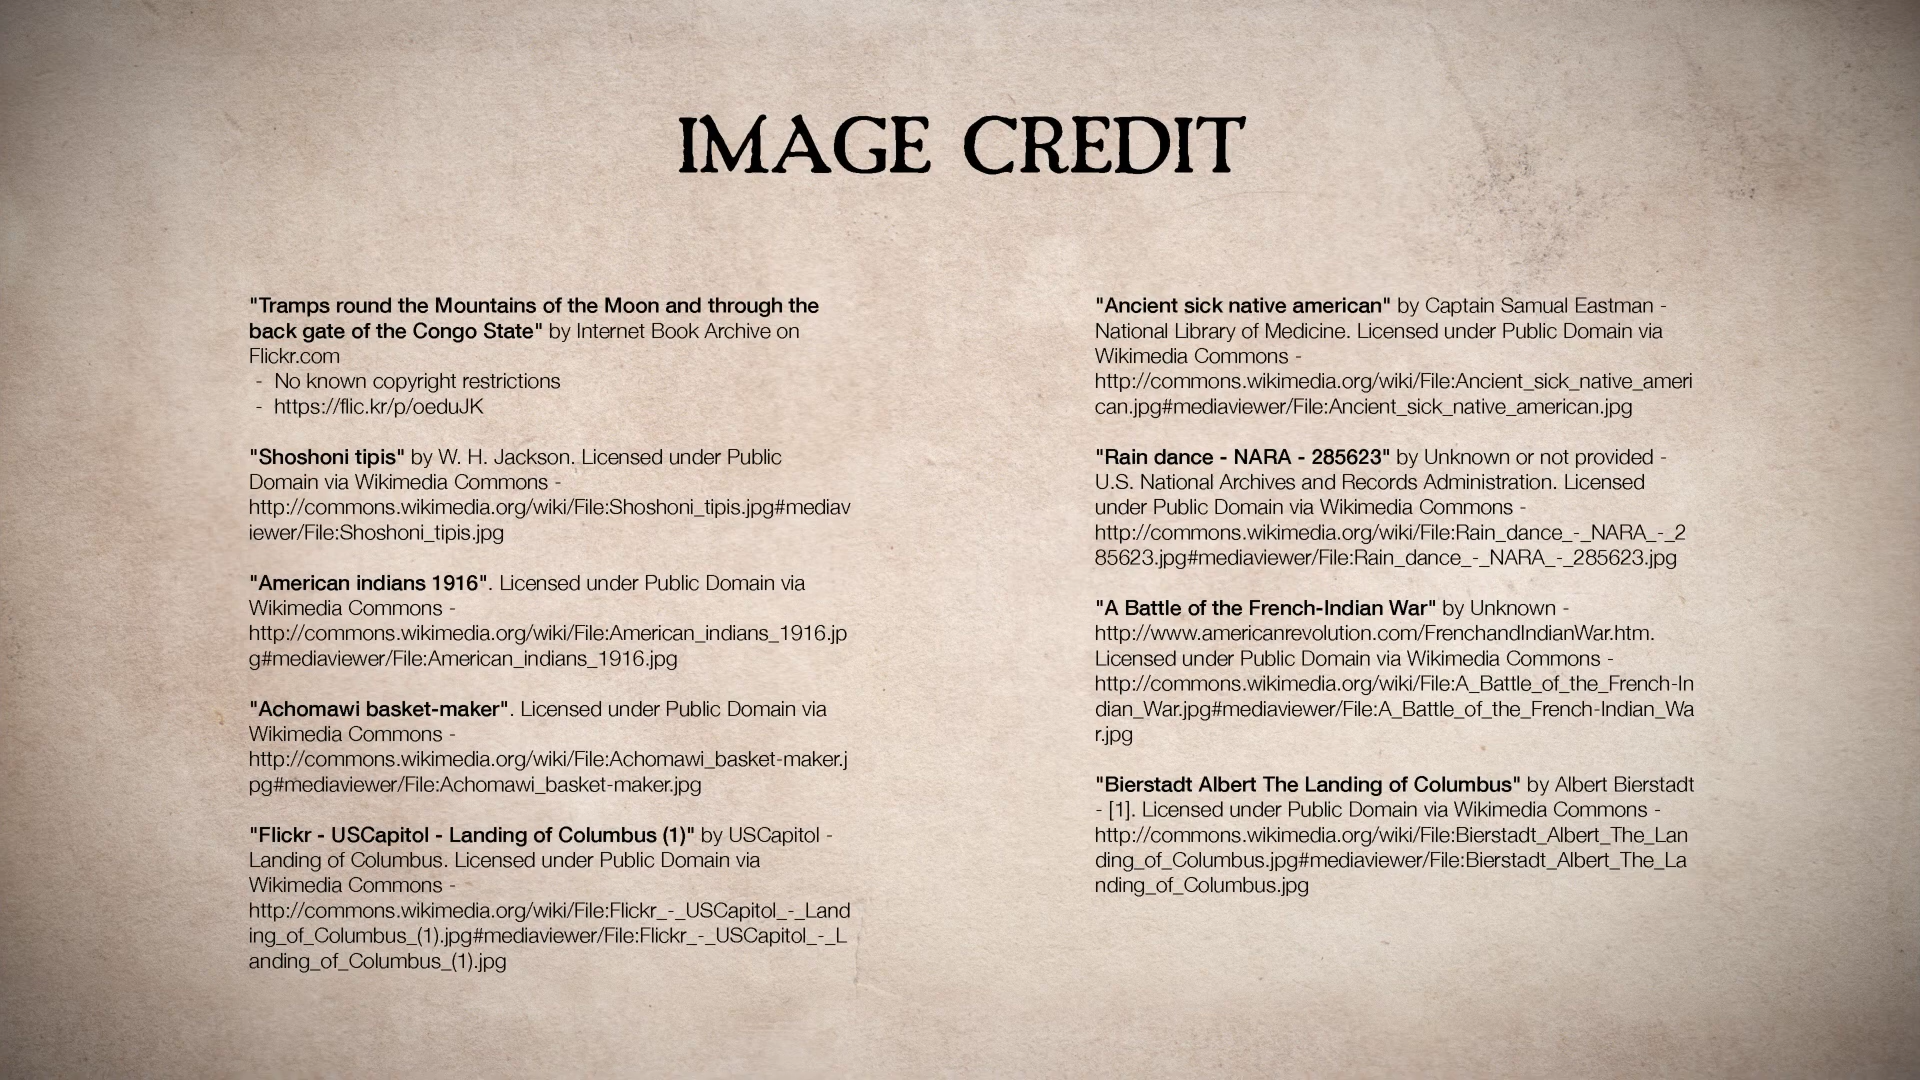 IMAGE CREDIT
"Tramps round the Mountains of the Moon and through the
back gate of the Congo State" by Internet Book Archive on
Flickr.com
- No known copyright restrictions
- https://flic.kr/p/oeduJK
"Shoshoni tipis" by W. H. Jackson. Licensed under Public
Domain via Wikimedia Commons -
http://commons.wikimedia.org/wiki/File:Shoshoni_tipis.jpg#mediav
iewer/File:Shoshoni_tipis.jpg
"American indians 1916". Licensed under Public Domain via
Wikimedia Commons -
http://commons.wikimedia.org/wiki/File:American_indians_1916.jp
g#mediaviewer/File:American_indians_1916.jpg
"Achomawi basket-maker". Licensed under Public Domain via
Wikimedia Commons -
http://commons.wikimedia.org/wiki/File:Achomawi_basket-maker.j
pg#mediaviewer/File:Achomawi_basket-maker.jpg
"Flickr - USCapitol - Landing of Columbus (1)" by USCapitol -
Landing of Columbus. Licensed under Public Domain via
Wikimedia Commons -
http://commons.wikimedia.org/wiki/File:Flickr_-_USCapitol_-_Land
ing_of_Columbus_(1).jpg#mediaviewer/File:Flickr_-_USCapitol_-_L
anding_of_Columbus_(1).jpg
"Ancient sick native american" by Captain Samual Eastman -
National Library of Medicine. Licensed under Public Domain via
Wikimedia Commons -
http://commons.wikimedia.org/wiki/File:Ancient_sick_native_ameri
can.jpg#mediaviewer/File:Ancient_sick_native_american.jpg
"Rain dance - NARA - 285623" by Unknown or not provided -
U.S. National Archives and Records Administration. Licensed
under Public Domain via Wikimedia Commons -
http://commons.wikimedia.org/wiki/File:Rain_dance_-_NARA_-_2
85623.jpg#mediaviewer/File:Rain_dance_-_NARA_-_285623.jpg
"A Battle of the French-Indian War" by Unknown -
http://www.americanrevolution.com/FrenchandIndianWar.htm.
Licensed under Public Domain via Wikimedia Commons -
http://commons.wikimedia.org/wiki/File:A_Battle_of_the_French-In
dian_War.jpg#mediaviewer/File:A_Battle_of_the_French-Indian_Wa
r.jpg
"Bierstadt Albert The Landing of Columbus" by Albert Bierstadt
- [1]. Licensed under Public Domain via Wikimedia Commons -
http://commons.wikimedia.org/wiki/File:Bierstadt_Albert_The_Lan
ding_of_Columbus.jpg#mediaviewer/File:Bierstadt_Albert_The_La
nding_of_Columbus.jpg